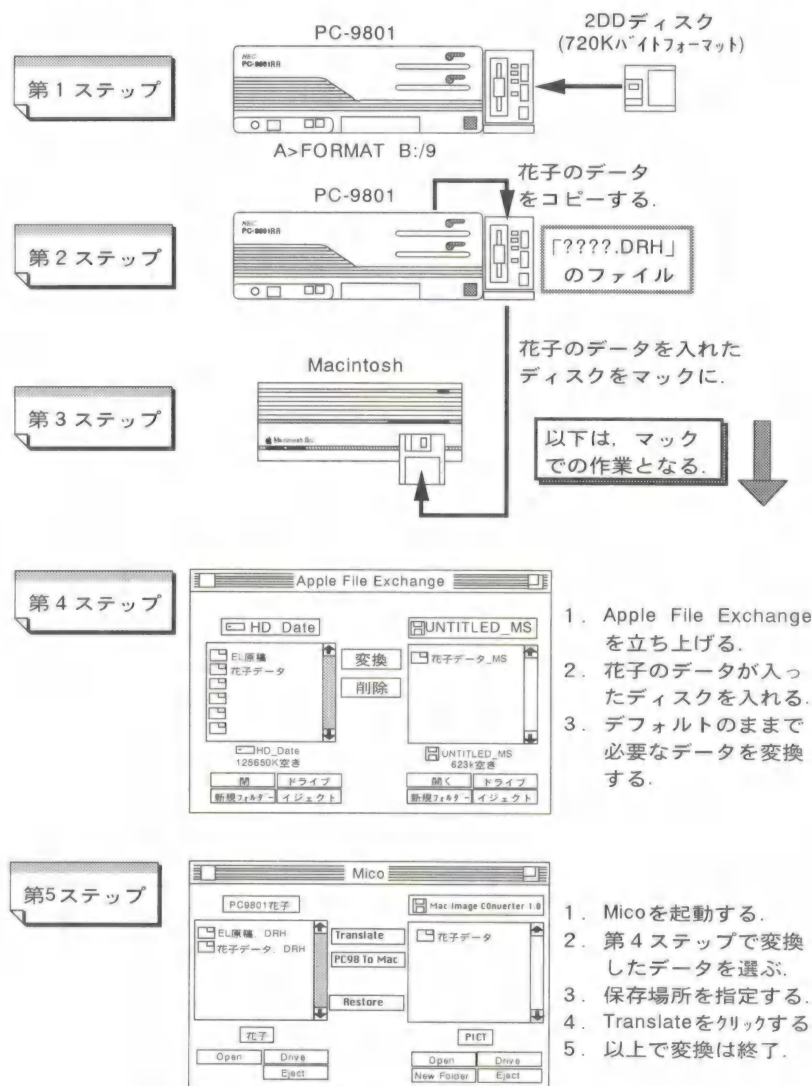 第1ステップ
PC-9801
NEC
PC-9801RR
A>FORMAT B:/9
2DDディスク
(720Kバイトフォーマット)
第2ステップ
PC-9801
NEC
PC-9801RR
花子のデータ
をコピーする.
「????.DRH」
のファイル
第3ステップ
Macintosh
花子のデータを入れた
ディスクをマックに.
以下は,マック
での作業となる.
第4ステップ
Apple File Exchange
HD_Date
EL原稿
花子データ
HD_Date
125650K空き
開
ドライブ
新規フォルダー
イジェクト
変換
削除
UNTITLED_MS
花子データ_MS
UNTITLED_MS
623k空き
開く
ドライブ
新規フォルダー
イジェクト
1. Apple File Exchange
を立ち上げる.
2. 花子のデータが入っ
たディスクを入れる.
3. デフォルトのままで
必要なデータを変換
する.
第5ステップ
Mico
PC9801花子
EL原稿. DRH
花子データ. DRH
花子
Open
Drive
Eject
Translate
PC98 To Mac
Restore
Mac Image C0nverter 1.0
花子データ
PICT
Open
Drive
New Folder
Eject
1. Micoを起動する.
2. 第4ステップで変換
したデータを選ぶ.
3. 保存場所を指定する.
4. Translateをクリックする
5. 以上で変換は終了.